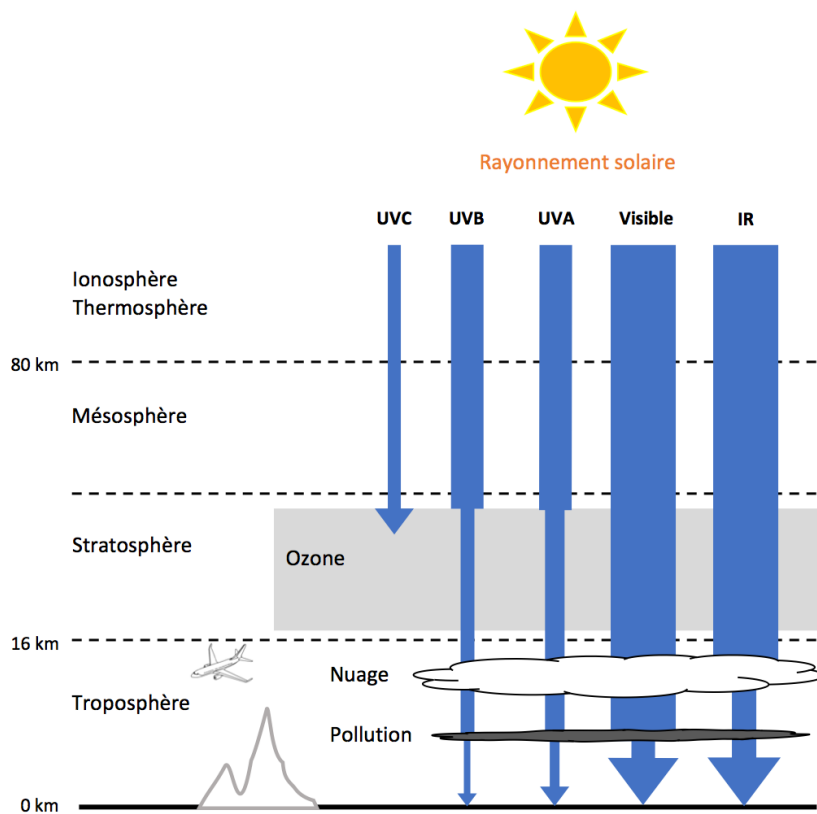 Rayonnement solaire
UVC UVB UVA Visible IR
Ionosphère
Thermosphère
80 km
Mésosphère
Stratosphère
Ozone
16 km
Nuage
Troposphère
Pollution
0 km